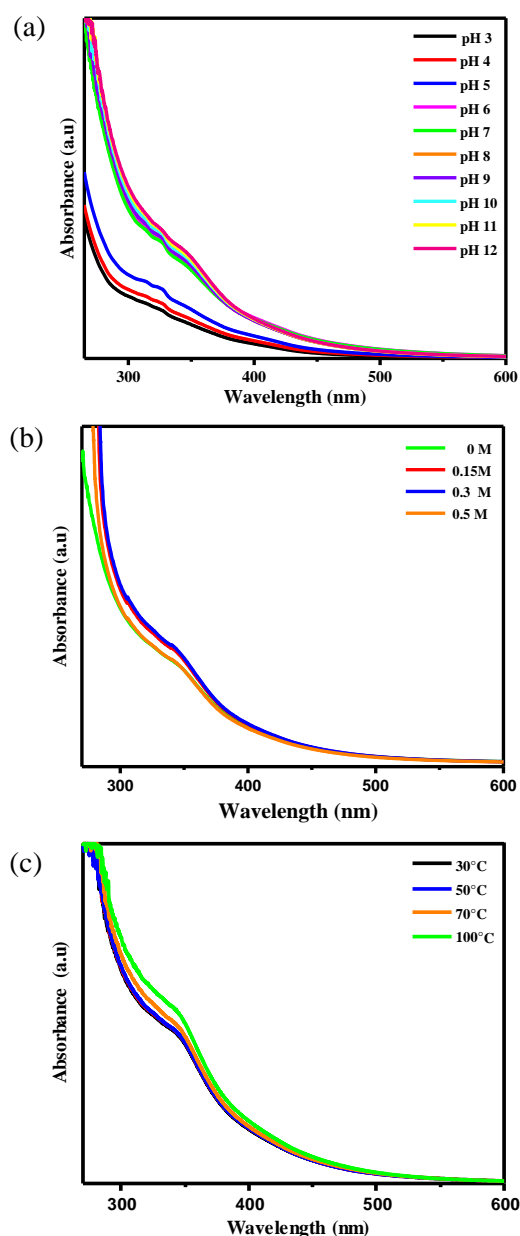 (a)
pH 3
pH 4
pH 5
pH 6
pH 7
pH 8
pH 9
pH 10
pH 11
pH 12
Absorbance (a.u)
300 400 500 600
Wavelength (nm)
(b)
0 M
0.15M
0.3 M
0.5 M
Absorbance (a.u)
300 400 500 600
Wavelength (nm)
(c)
30°C
50°C
70°C
100°C
Absorbance (a.u)
300 400 500 600
Wavelength (nm)